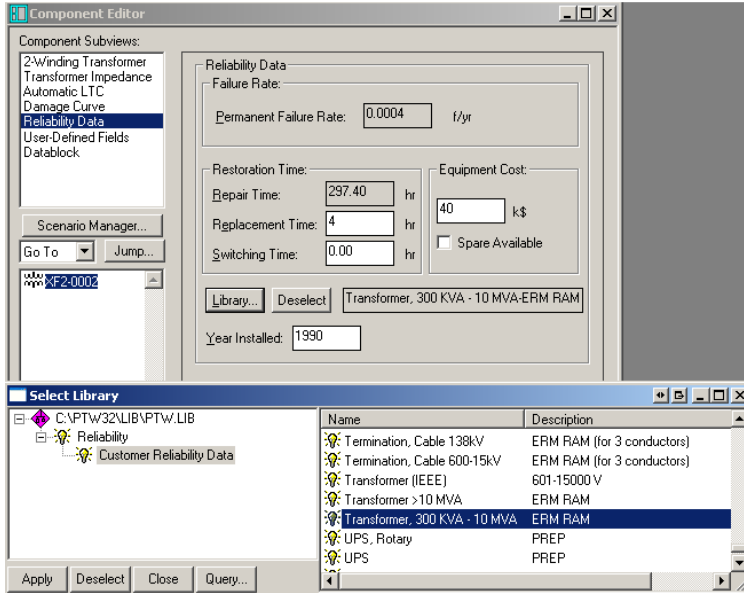 Component Editor
Component Subviews:
2-Winding Transformer
Transformer Impedance
Automatic LTC
Damage Curve
Reliability Data
User-Defined Fields
Datablock
Scenario Manager...
Go To
Jump...
XF2-0002
Reliability Data
Failure Rate:
Permanent Failure Rate: 0.0004 f/yr
Restoration Time:
Repair Time: 297.40 hr
Replacement Time: 4 hr
Switching Time: 0.00 hr
Equipment Cost:
40 k$
Spare Available
Library... Deselect Transformer, 300 KVA - 10 MVA-ERM RAM
Year Installed: 1990
Select Library
C:\PTW32\LIB\PTW.LIB
Reliability
Customer Reliability Data
Name Description
Termination, Cable 138kV ERM RAM (for 3 conductors)
Termination, Cable 600-15kV ERM RAM (for 3 conductors)
Transformer (IEEE) 601-15000 V
Transformer >10 MVA ERM RAM
Transformer, 300 KVA - 10 MVA ERM RAM
UPS, Rotary PREP
UPS PREP
Apply Deselect Close Query...